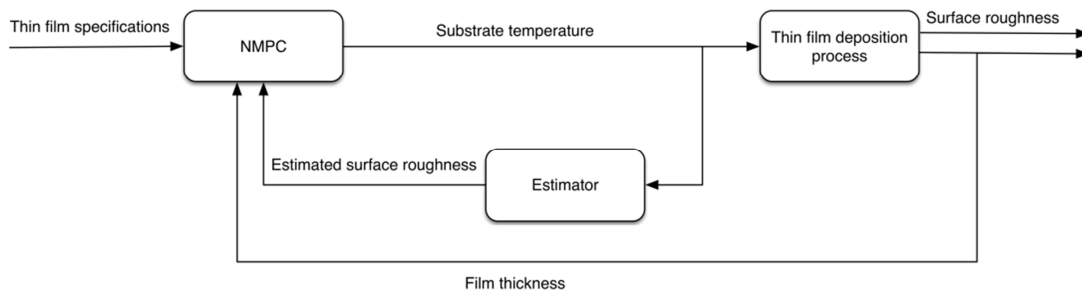 Thin film specifications
NMPC
Substrate temperature
Thin film deposition
process
Surface roughness
Estimated surface roughness
Estimator
Film thickness